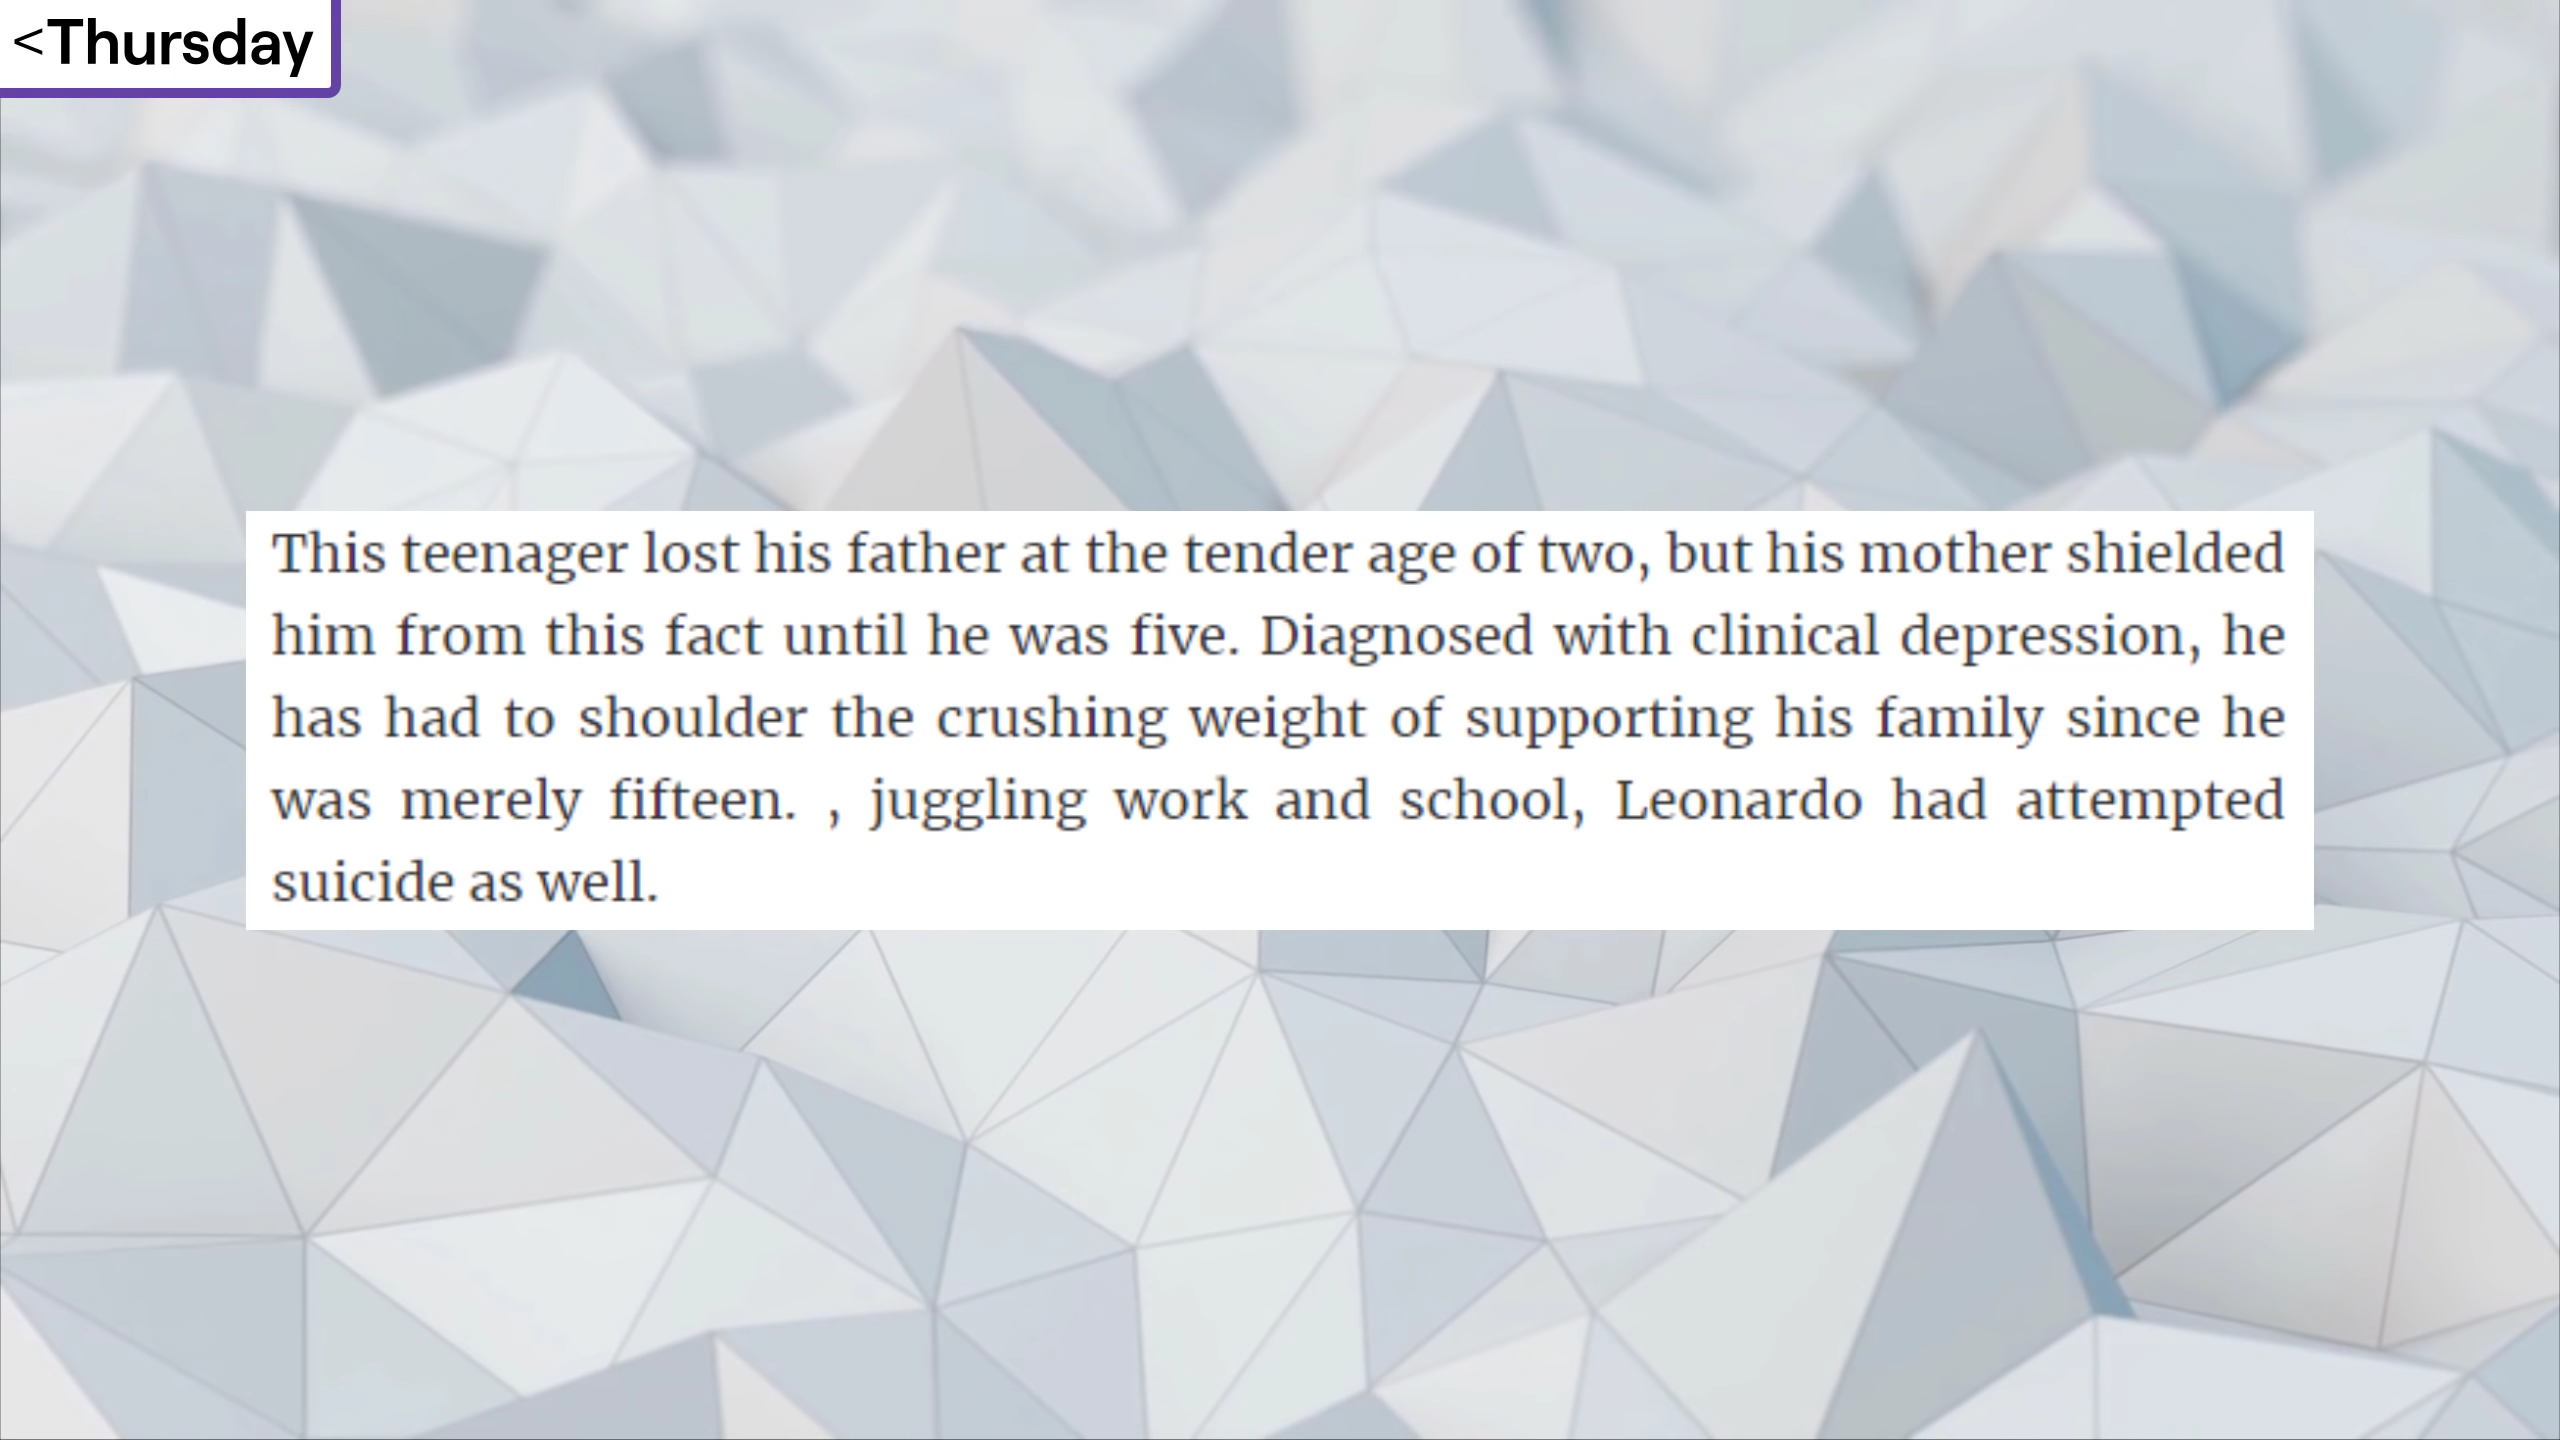 <Thursday
This teenager lost his father at the tender age of two, but his mother shielded
him from this fact until he was five. Diagnosed with clinical depression, he
has had to shoulder the crushing weight of supporting his family since he
was merely fifteen. , juggling work and school, Leonardo had attempted
suicide as well.